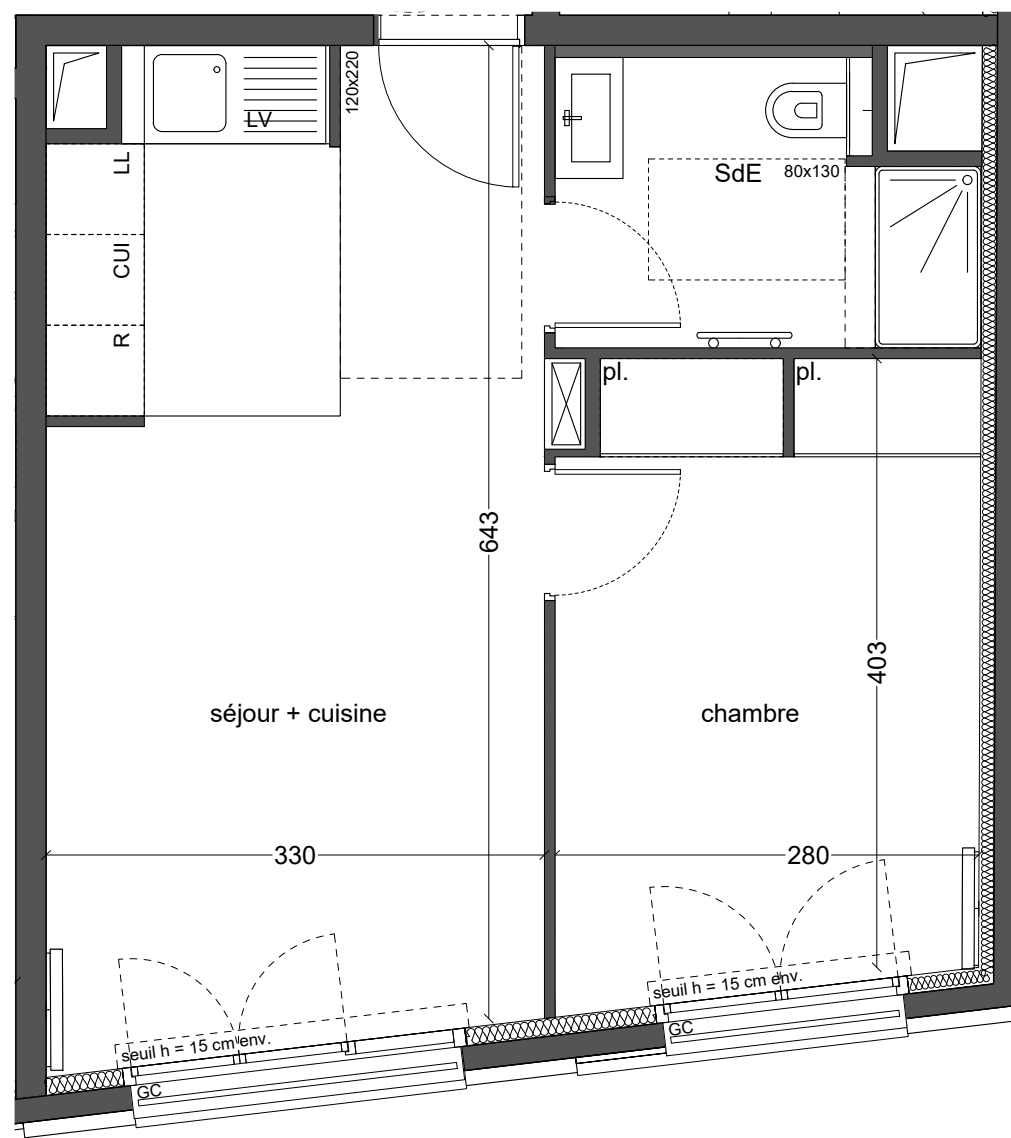 120x220
LV
LL
CUI
R
SdE
80x130
pl.
pl.
643
403
séjour + cuisine
chambre
330
280
seuil h = 15 cm env.
GC
seuil h = 15 cm env.
GC